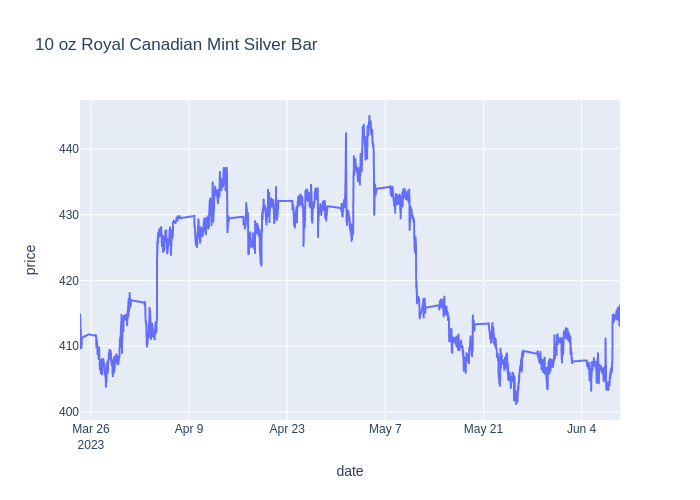 10 oz Royal Canadian Mint Silver Bar
price
440
430
420
410
400
Mar 26
2023
Apr 9
Apr 23
May 7
May 21
Jun 4
date